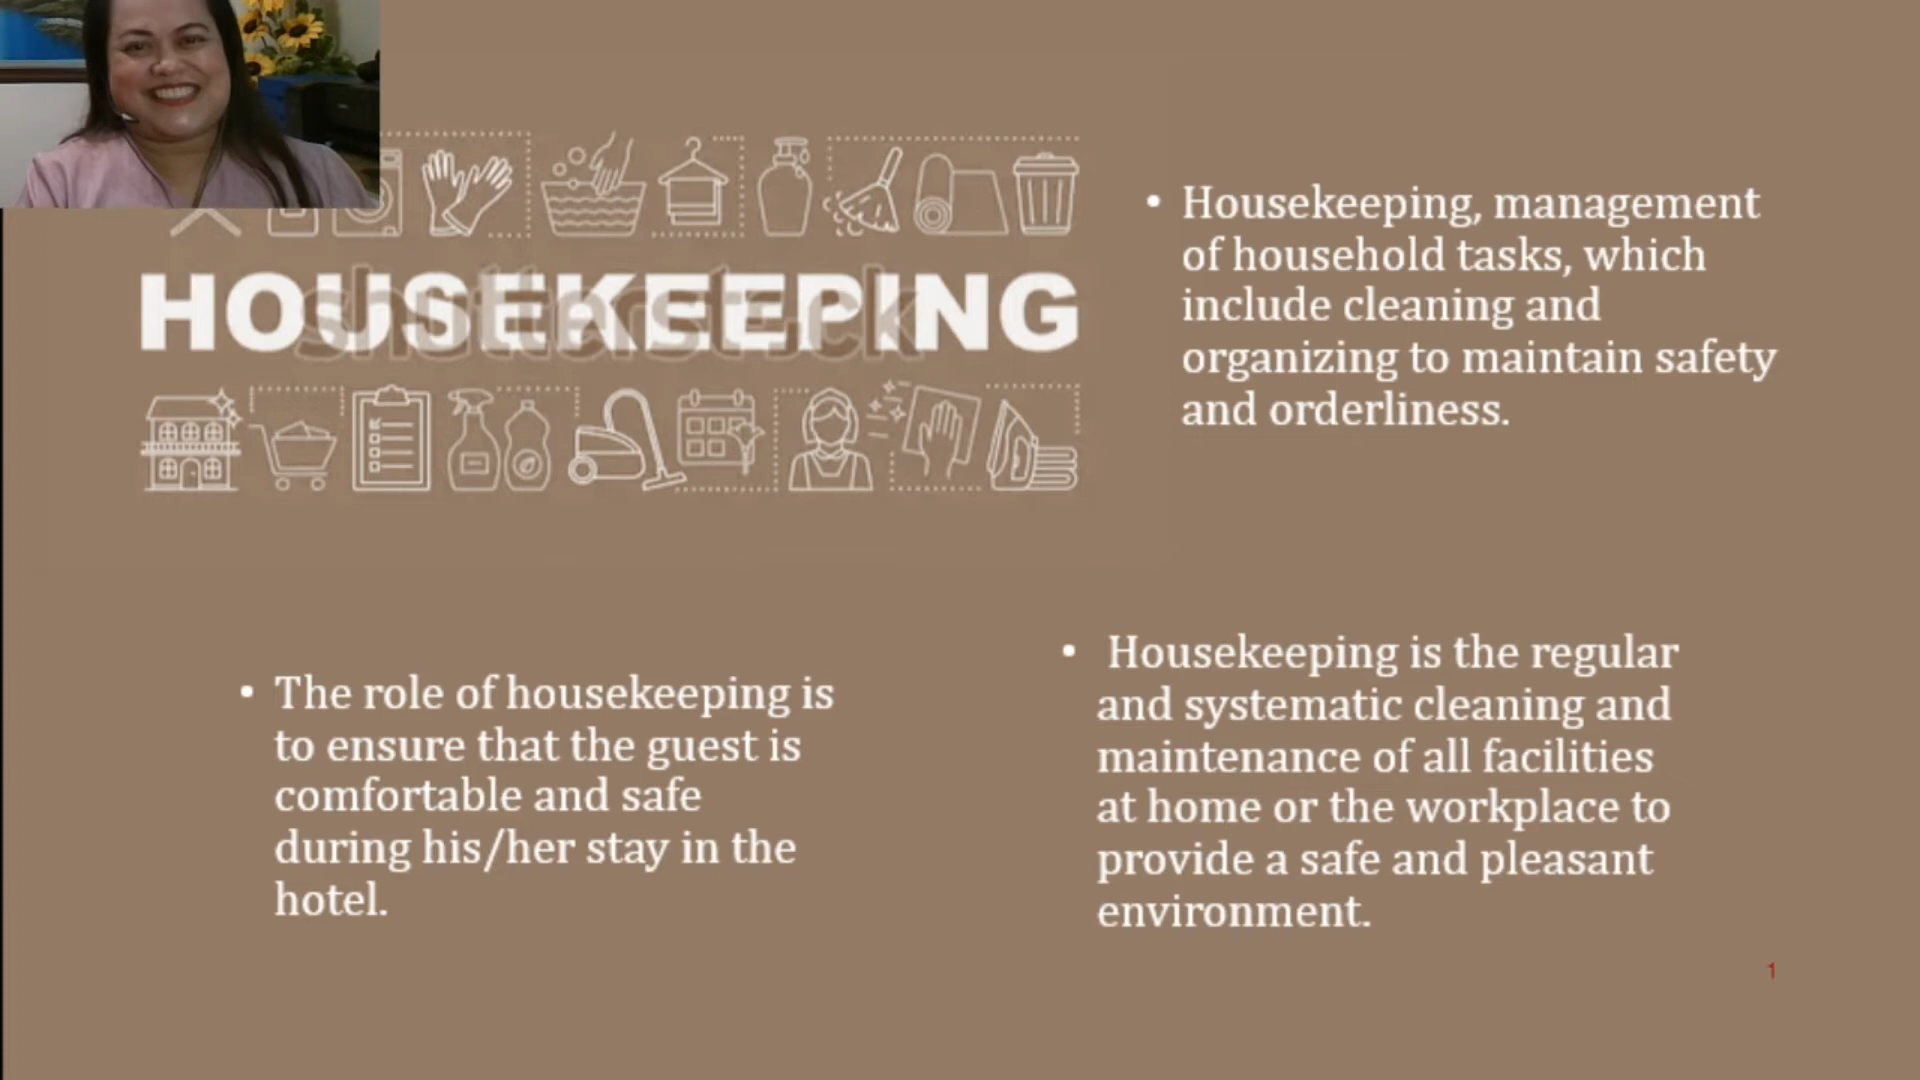 HOUSEKEEPING
shutterstock
• Housekeeping, management
of household tasks, which
include cleaning and
organizing to maintain safety
and orderliness.
• The role of housekeeping is
to ensure that the guest is
comfortable and safe
during his/her stay in the
hotel.
• Housekeeping is the regular
and systematic cleaning and
maintenance of all facilities
at home or the workplace to
provide a safe and pleasant
environment.
1